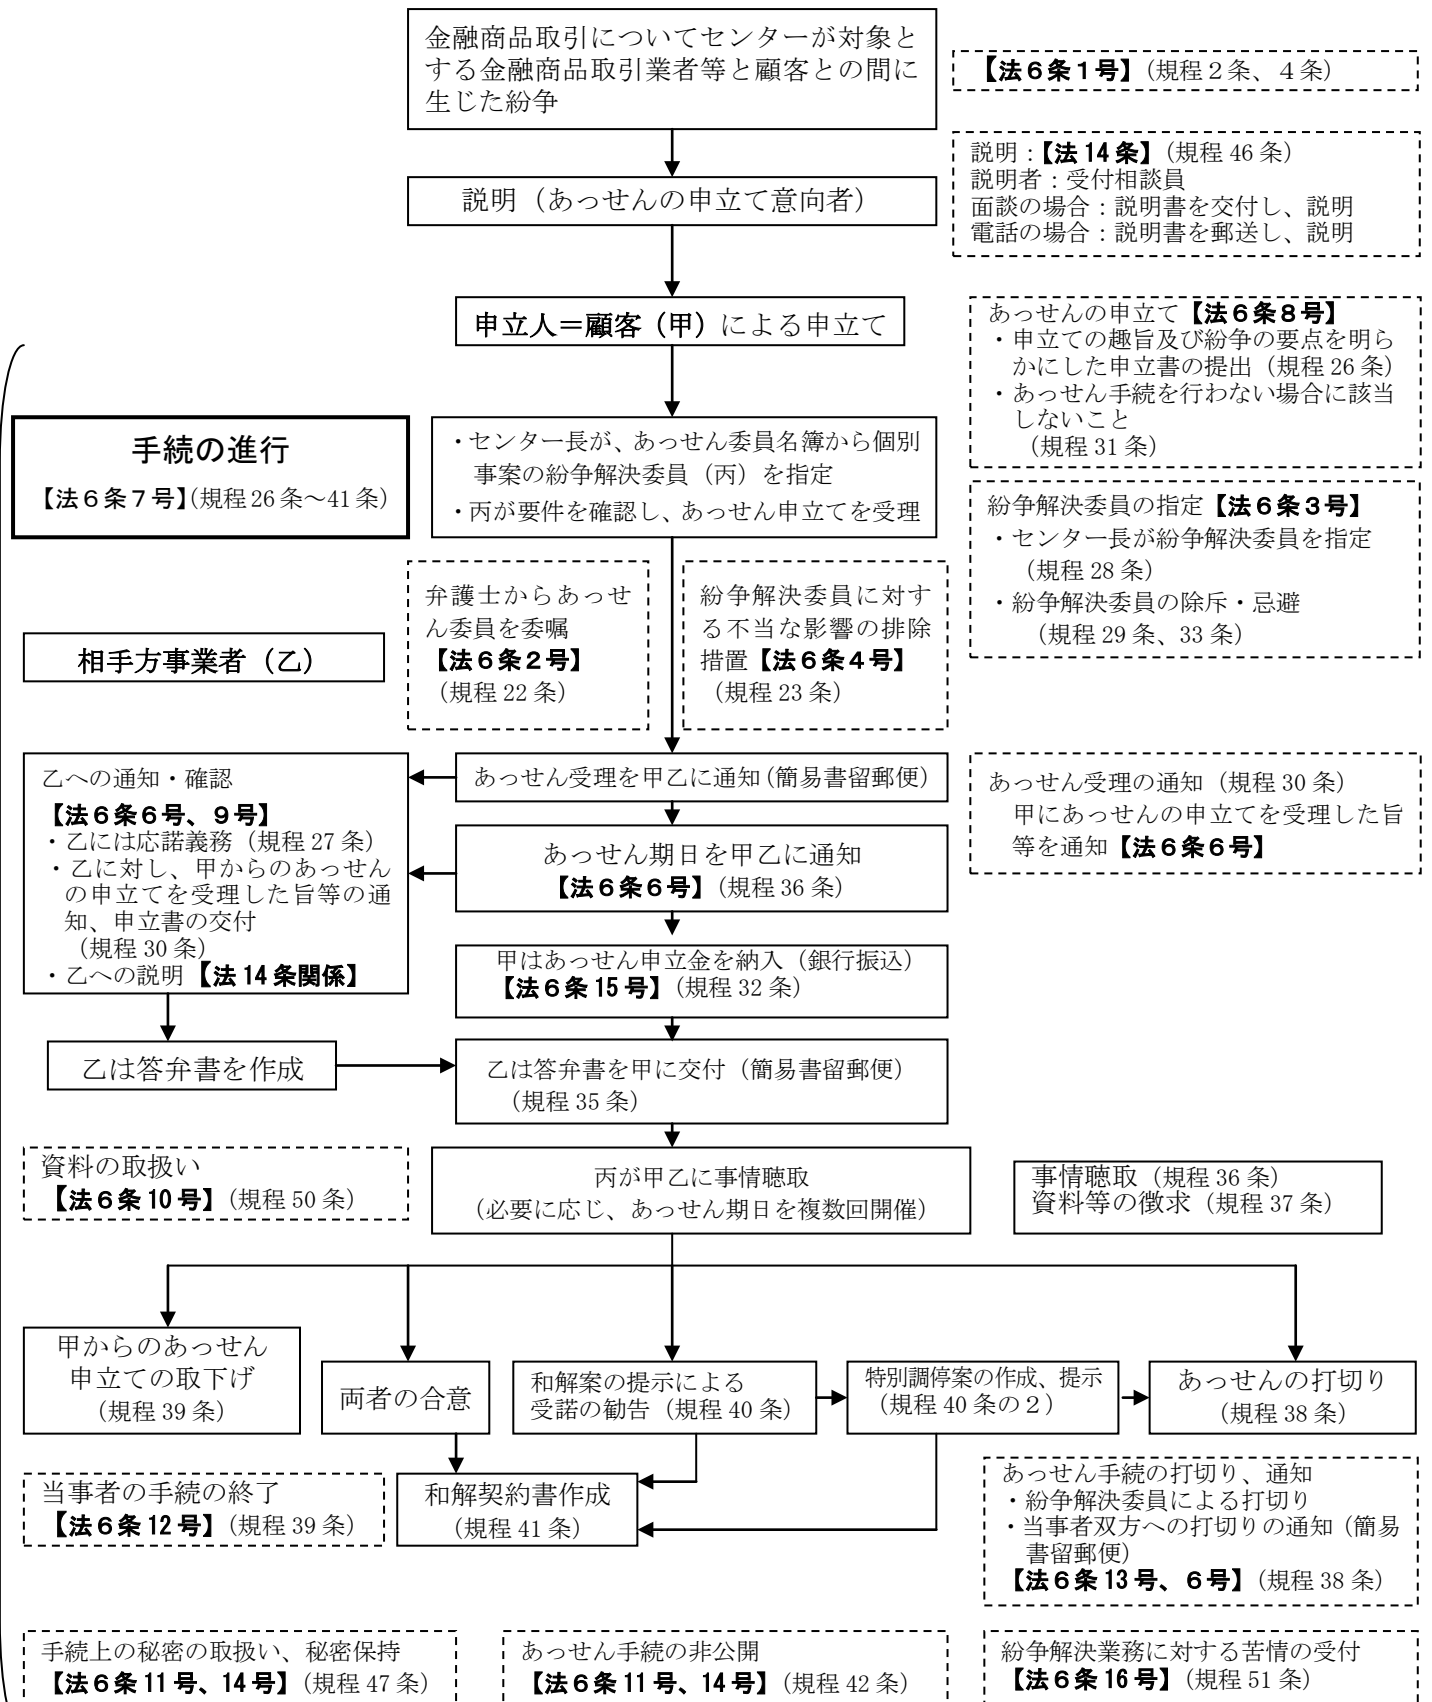 金融商品取引についてセンターが対象と
する金融商品取引業者等と顧客との間に
生じた紛争
【法６条１号】（規程２条、４条）
説明：【法 14 条】（規程 46 条）
説明者：受付相談員
面談の場合：説明書を交付し、説明
電話の場合：説明書を郵送し、説明
説明（あっせんの申立て意向者）
申立人＝顧客（甲）による申立て
あっせんの申立て【法６条８号】
・申立ての趣旨及び紛争の要点を明ら
かにした申立書の提出（規程 26 条）
・あっせん手続を行わない場合に該当
しないこと
（規程 31 条）
手続の進行
【法６条７号】（規程 26 条～41 条）
・センター長が、あっせん委員名簿から個別
事案の紛争解決委員（丙）を指定
・丙が要件を確認し、あっせん申立てを受理
紛争解決委員の指定【法６条３号】
・センター長が紛争解決委員を指定
（規程 28 条）
・紛争解決委員の除斥・忌避
（規程 29 条、33 条）
弁護士からあっせ
ん委員を委嘱
【法６条２号】
（規程 22 条）
紛争解決委員に対す
る不当な影響の排除
措置【法６条４号】
（規程 23 条）
相手方事業者（乙）
乙への通知・確認
【法６条６号、９号】
・乙には応諾義務（規程 27 条）
・乙に対し、甲からのあっせん
の申立てを受理した旨等の通
知、申立書の交付
（規程 30 条）
・乙への説明【法 14 条関係】
あっせん受理を甲乙に通知（簡易書留郵便）
あっせん期日を甲乙に通知
【法６条６号】（規程 36 条）
あっせん受理の通知（規程 30 条）
甲にあっせんの申立てを受理した旨
等を通知【法６条６号】
甲はあっせん申立金を納入（銀行振込）
【法６条 15 号】（規程 32 条）
乙は答弁書を作成
乙は答弁書を甲に交付（簡易書留郵便）
（規程 35 条）
資料の取扱い
【法６条 10 号】（規程 50 条）
丙が甲乙に事情聴取
（必要に応じ、あっせん期日を複数回開催）
事情聴取（規程 36 条）
資料等の徴求（規程 37 条）
甲からのあっせん
申立ての取下げ
（規程 39 条）
両者の合意
和解案の提示による
受諾の勧告（規程 40 条）
特別調停案の作成、提示
（規程 40 条の２）
あっせんの打切り
（規程 38 条）
当事者の手続の終了
【法６条 12 号】（規程 39 条）
和解契約書作成
（規程 41 条）
あっせん手続の打切り、通知
・紛争解決委員による打切り
・当事者双方への打切りの通知（簡易
書留郵便）
【法６条 13 号、６号】（規程 38 条）
手続上の秘密の取扱い、秘密保持
【法６条 11 号、14 号】（規程 47 条）
あっせん手続の非公開
【法６条 11 号、14 号】（規程 42 条）
紛争解決業務に対する苦情の受付
【法６条 16 号】（規程 51 条）